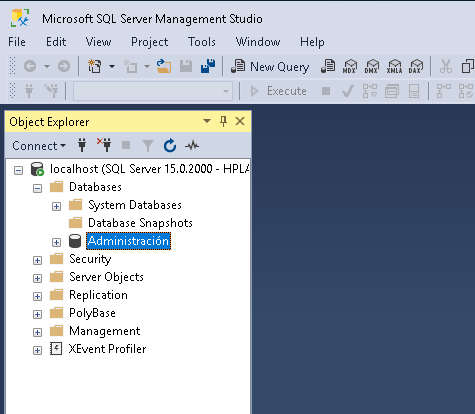 Microsoft SQL Server Management Studio
File Edit View Project Tools Window Help
New Query MDX DMX XMLA DAX
Execute
Object Explorer
Connect
localhost (SQL Server 15.0.2000 - HPLA
Databases
System Databases
Database Snapshots
Administración
Security
Server Objects
Replication
PolyBase
Management
XEvent Profiler